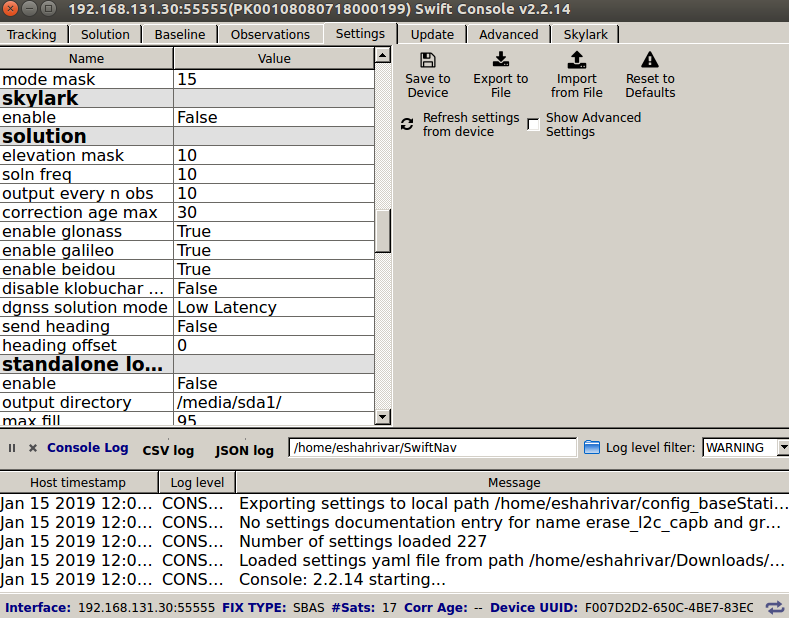 192.168.131.30:55555(PK00108080718000199) Swift Console v2.2.14
Tracking Solution Baseline Observations Settings Update Advanced Skylark
Name Value
mode mask 15
skylark
enable False
solution
elevation mask 10
soln freq 10
output every n obs 10
correction age max 30
enable glonass True
enable galileo True
enable beidou True
disable klobuchar ... False
dgnss solution mode Low Latency
send heading False
heading offset 0
standalone lo...
enable False
output directory /media/sda1/
max fill 95
Save to Device
Export to File
Import from File
Reset to Defaults
Refresh settings from device
Show Advanced Settings
Console Log CSV log JSON log /home/eshahrivar/SwiftNav Log level filter: WARNING
Host timestamp Log level Message
Jan 15 2019 12:0... CONS... Exporting settings to local path /home/eshahrivar/config_baseStati...
Jan 15 2019 12:0... CONS... No settings documentation entry for name erase_l2c_capb and gr...
Jan 15 2019 12:0... CONS... Number of settings loaded 227
Jan 15 2019 12:0... CONS... Loaded settings yaml file from path /home/eshahrivar/Downloads/...
Jan 15 2019 12:0... CONS... Console: 2.2.14 starting...
Interface: 192.168.131.30:55555 FIX TYPE: SBAS #Sats: 17 Corr Age: -- Device UUID: F007D2D2-650C-4BE7-83EC